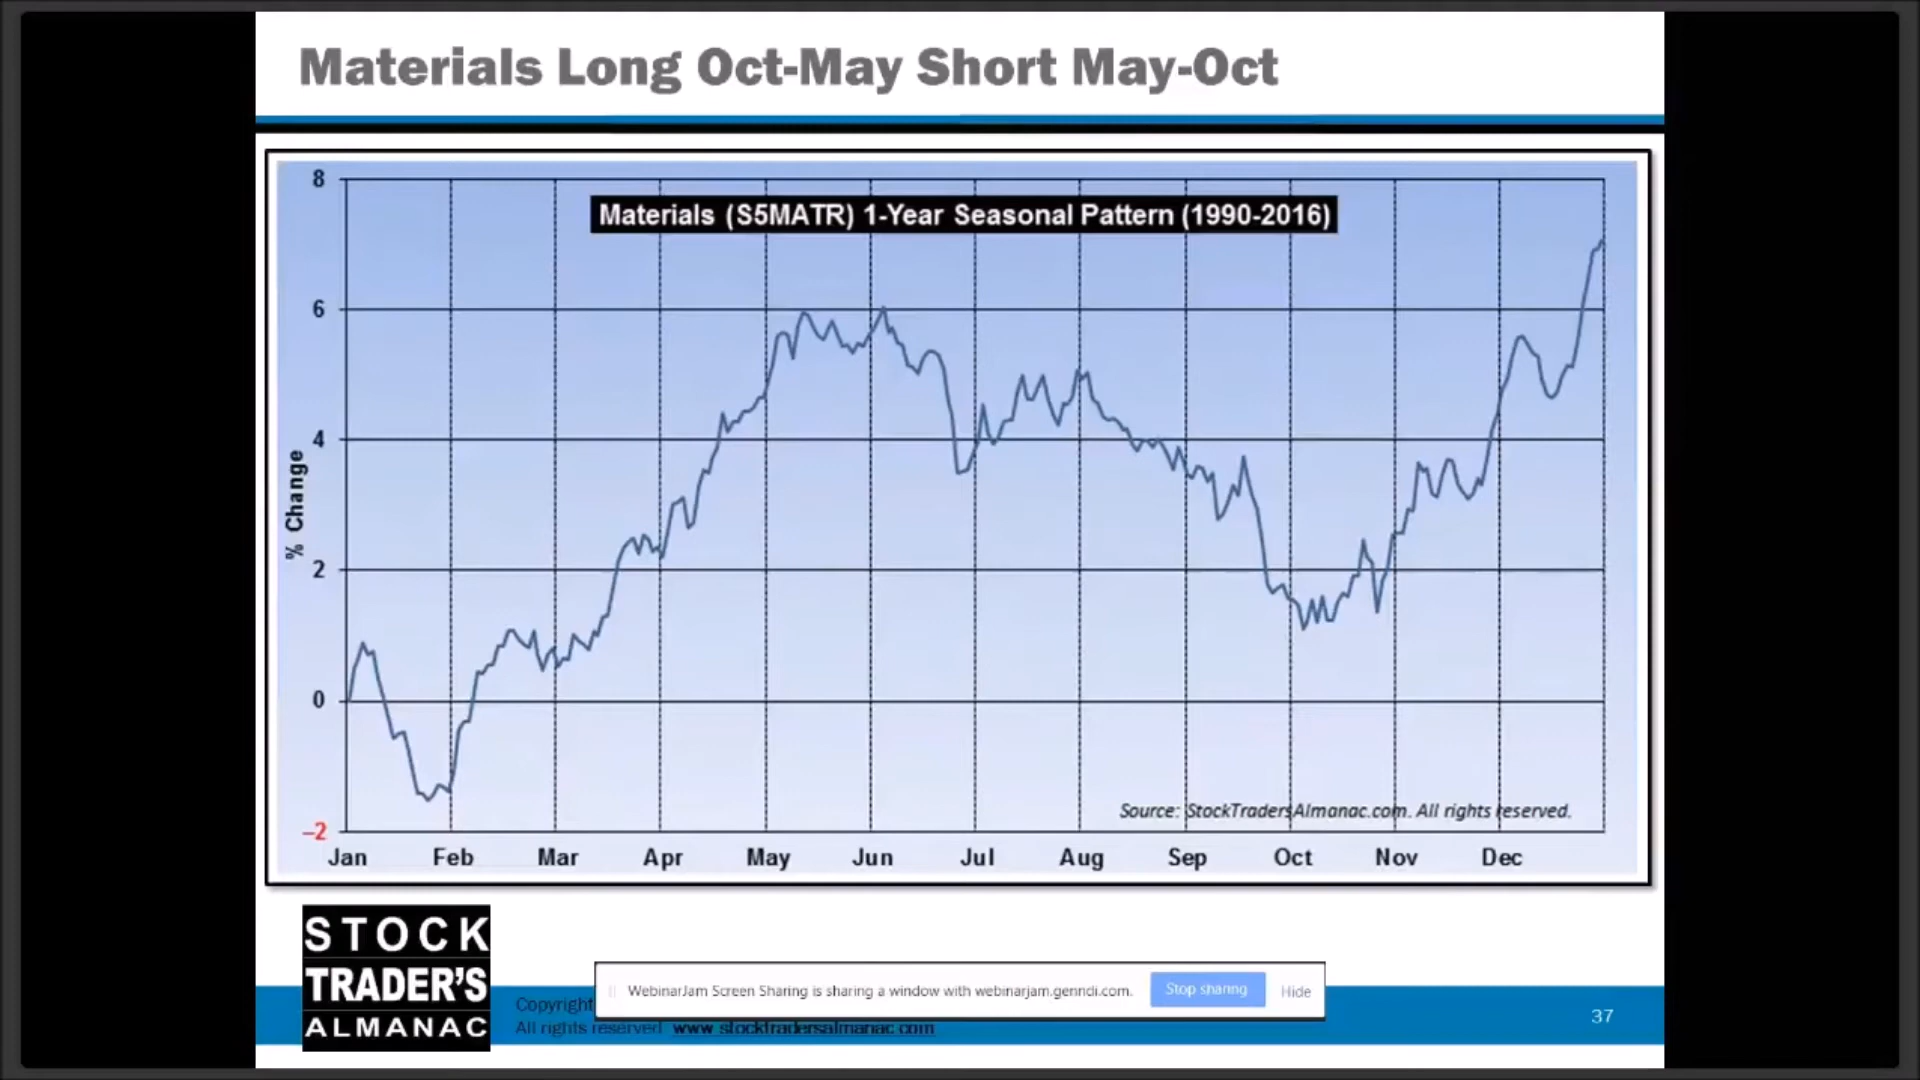 Materials Long Oct-May Short May-Oct
Materials (S5MATR) 1-Year Seasonal Pattern (1990-2016)
8
6
4
2
0
–2
% Change
Source: StockTradersAlmanac.com. All rights reserved.
Jan Feb Mar Apr May Jun Jul Aug Sep Oct Nov Dec
STOCK
TRADER'S
ALMANAC
WebinarJam Screen Sharing is sharing a window with webinarjam.genndi.com. Stop sharing Hide
Copyright
All rights reserved www.stocktradersalmanac.com
37